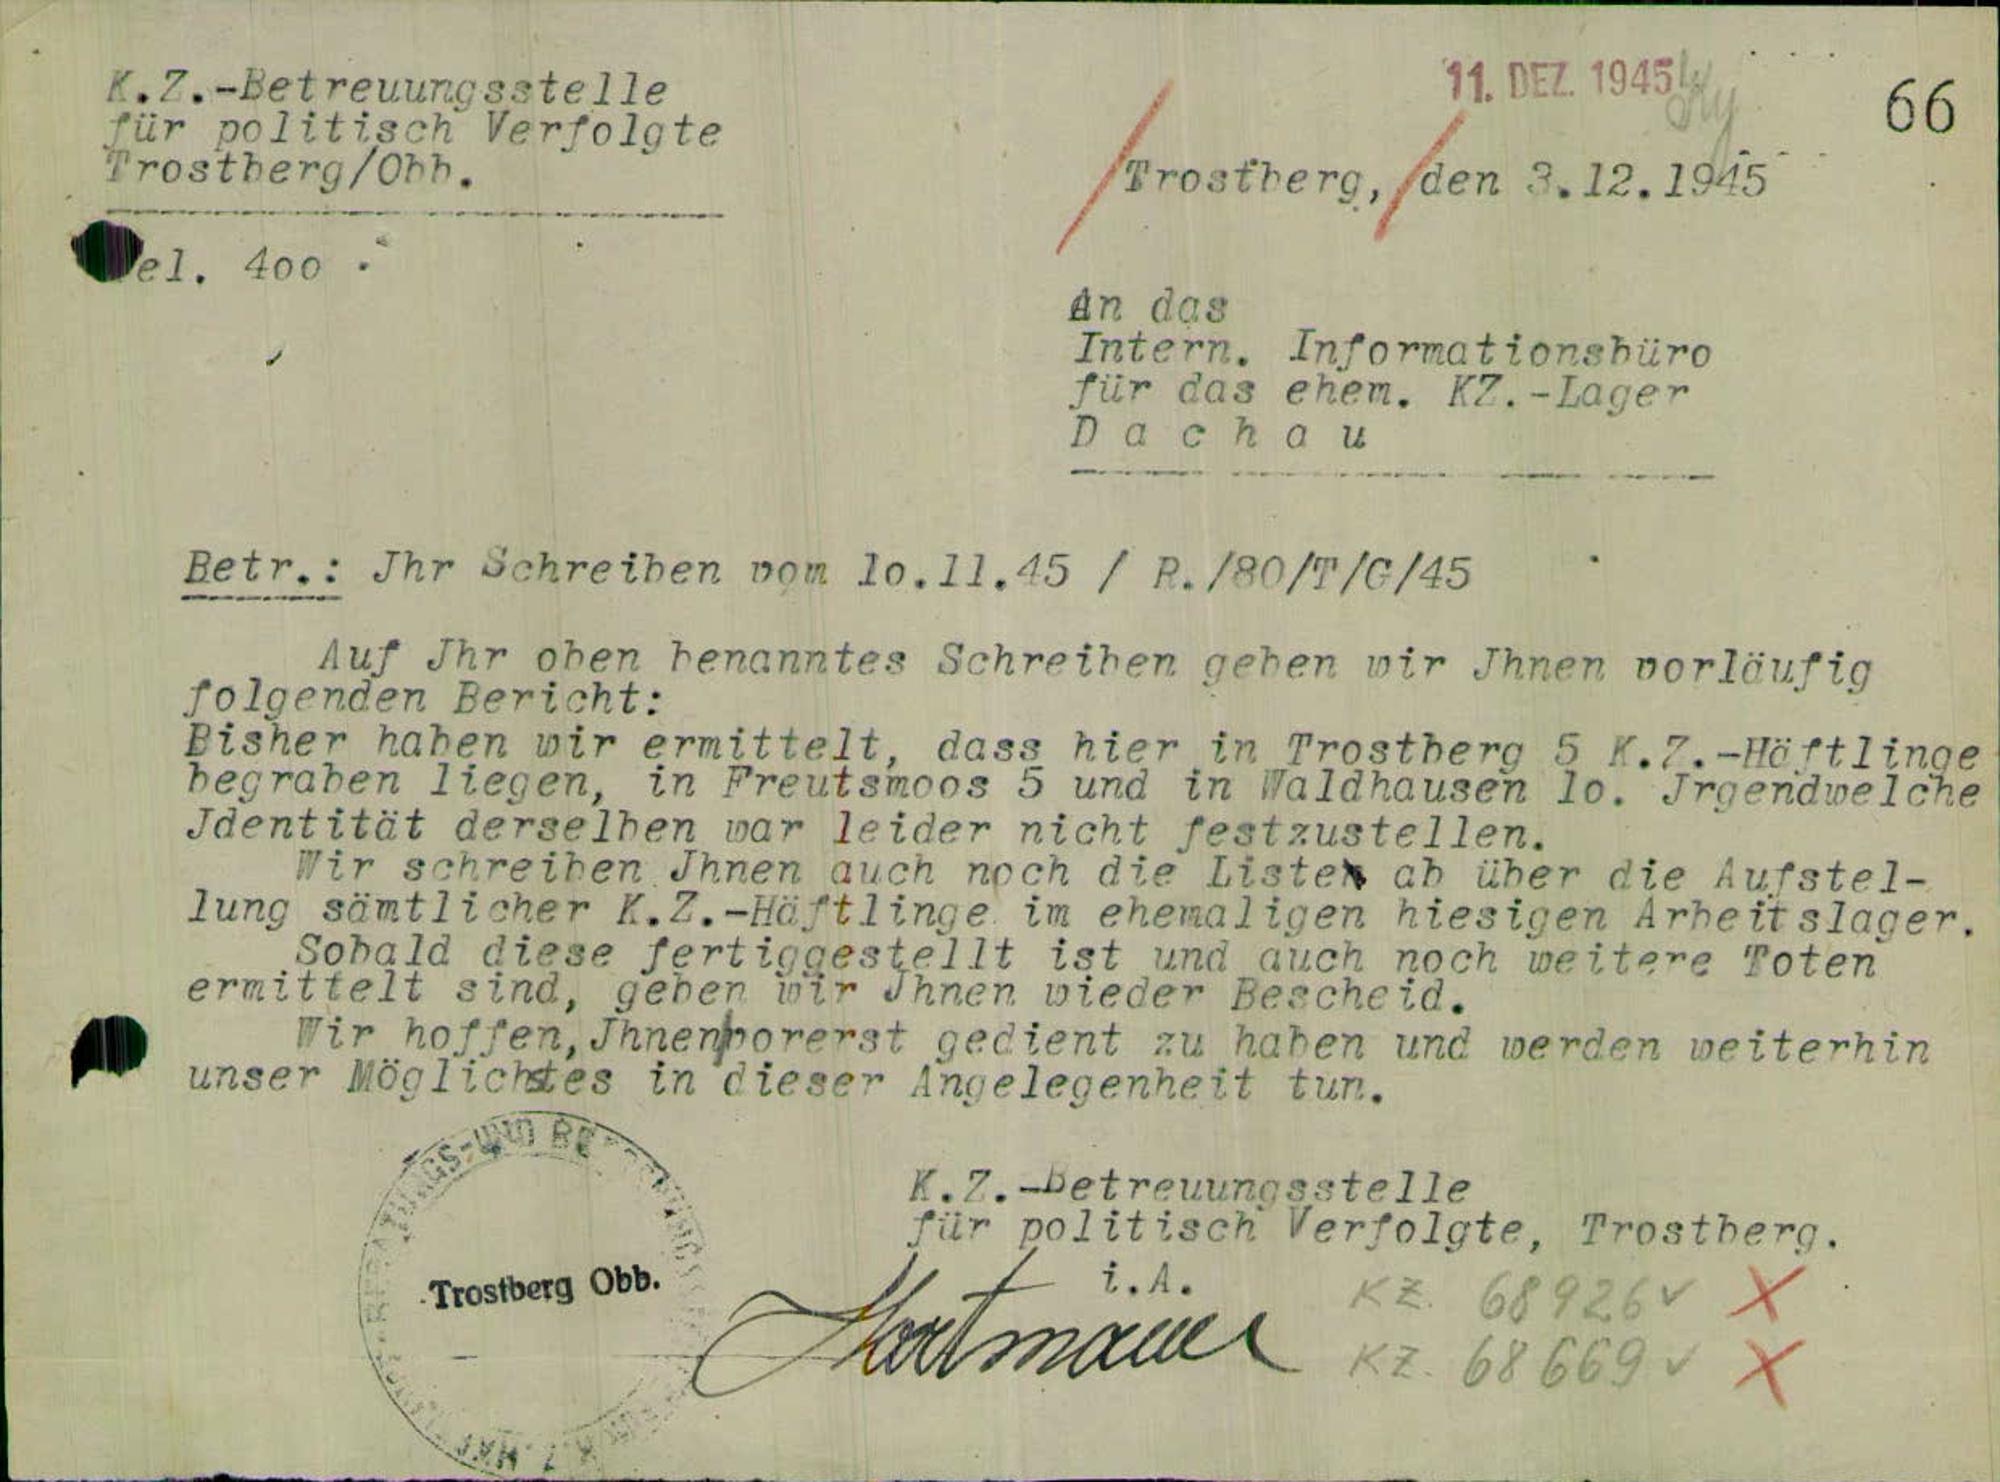 11. DEZ. 1945
66
K.Z.-Betreuungsstelle
für politisch Verfolgte
Trostberg/Obb.
Trostberg, den 3.12.1945
el. 4oo
An das
Intern. Informationsbüro
für das ehem. KZ.-Lager
D a c h a u
Betr.: Jhr Schreiben vom lo.11.45 / R./80/T/G/45
Auf Jhr oben benanntes Schreiben geben wir Jhnen vorläufig
folgenden Bericht:
Bisher haben wir ermittelt, dass hier in Trostberg 5 K.Z.-Häftlinge
begraben liegen, in Freutsmoos 5 und in Waldhausen lo. Jrgendwelche
Jdentität derselben war leider nicht festzustellen.
Wir schreiben Jhnen auch noch die Liste ab über die Aufstel-
lung sämtlicher K.Z.-Häftlinge im ehemaligen hiesigen Arbeitslager.
Sobald diese fertiggestellt ist und auch noch weitere Toten
ermittelt sind, geben wir Jhnen wieder Bescheid.
Wir hoffen, Jhnen vorerst gedient zu haben und werden weiterhin
unser Möglichstes in dieser Angelegenheit tun.
K.Z.-Betreuungsstelle
für politisch Verfolgte, Trostberg.
i.A.
Trostberg Obb.
KZ. 68926 ✓ X
KZ. 68669 ✓ X